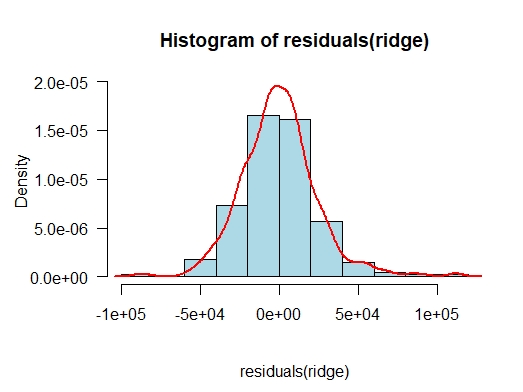 Histogram of residuals(ridge)
Density
2.0e-05
1.5e-05
1.0e-05
5.0e-06
0.0e+00
-1e+05 -5e+04 0e+00 5e+04 1e+05
residuals(ridge)